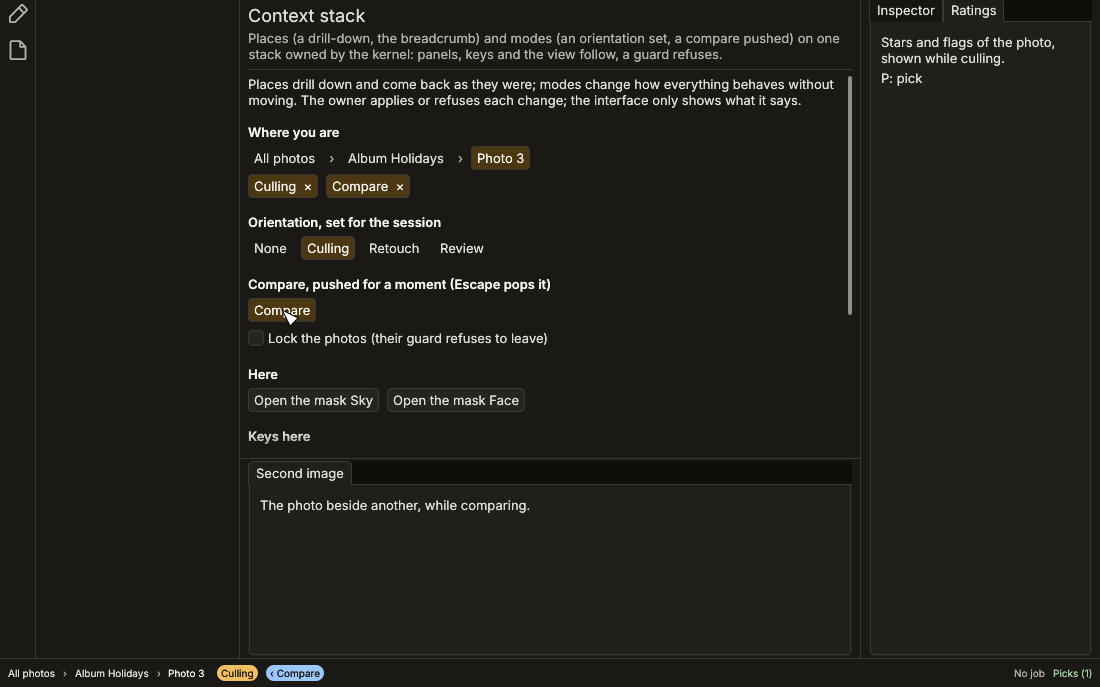 Context stack
Places (a drill-down, the breadcrumb) and modes (an orientation set, a compare pushed) on one
stack owned by the kernel: panels, keys and the view follow, a guard refuses.
Places drill down and come back as they were; modes change how everything behaves without
moving. The owner applies or refuses each change; the interface only shows what it says.
Where you are
All photos › Album Holidays › Photo 3
Culling × Compare ×
Orientation, set for the session
None Culling Retouch Review
Compare, pushed for a moment (Escape pops it)
Compare
Lock the photos (their guard refuses to leave)
Here
Open the mask Sky Open the mask Face
Keys here
Second image
The photo beside another, while comparing.
Inspector Ratings
Stars and flags of the photo,
shown while culling.
P: pick
All photos › Album Holidays › Photo 3 Culling ‹ Compare No job Picks (1)